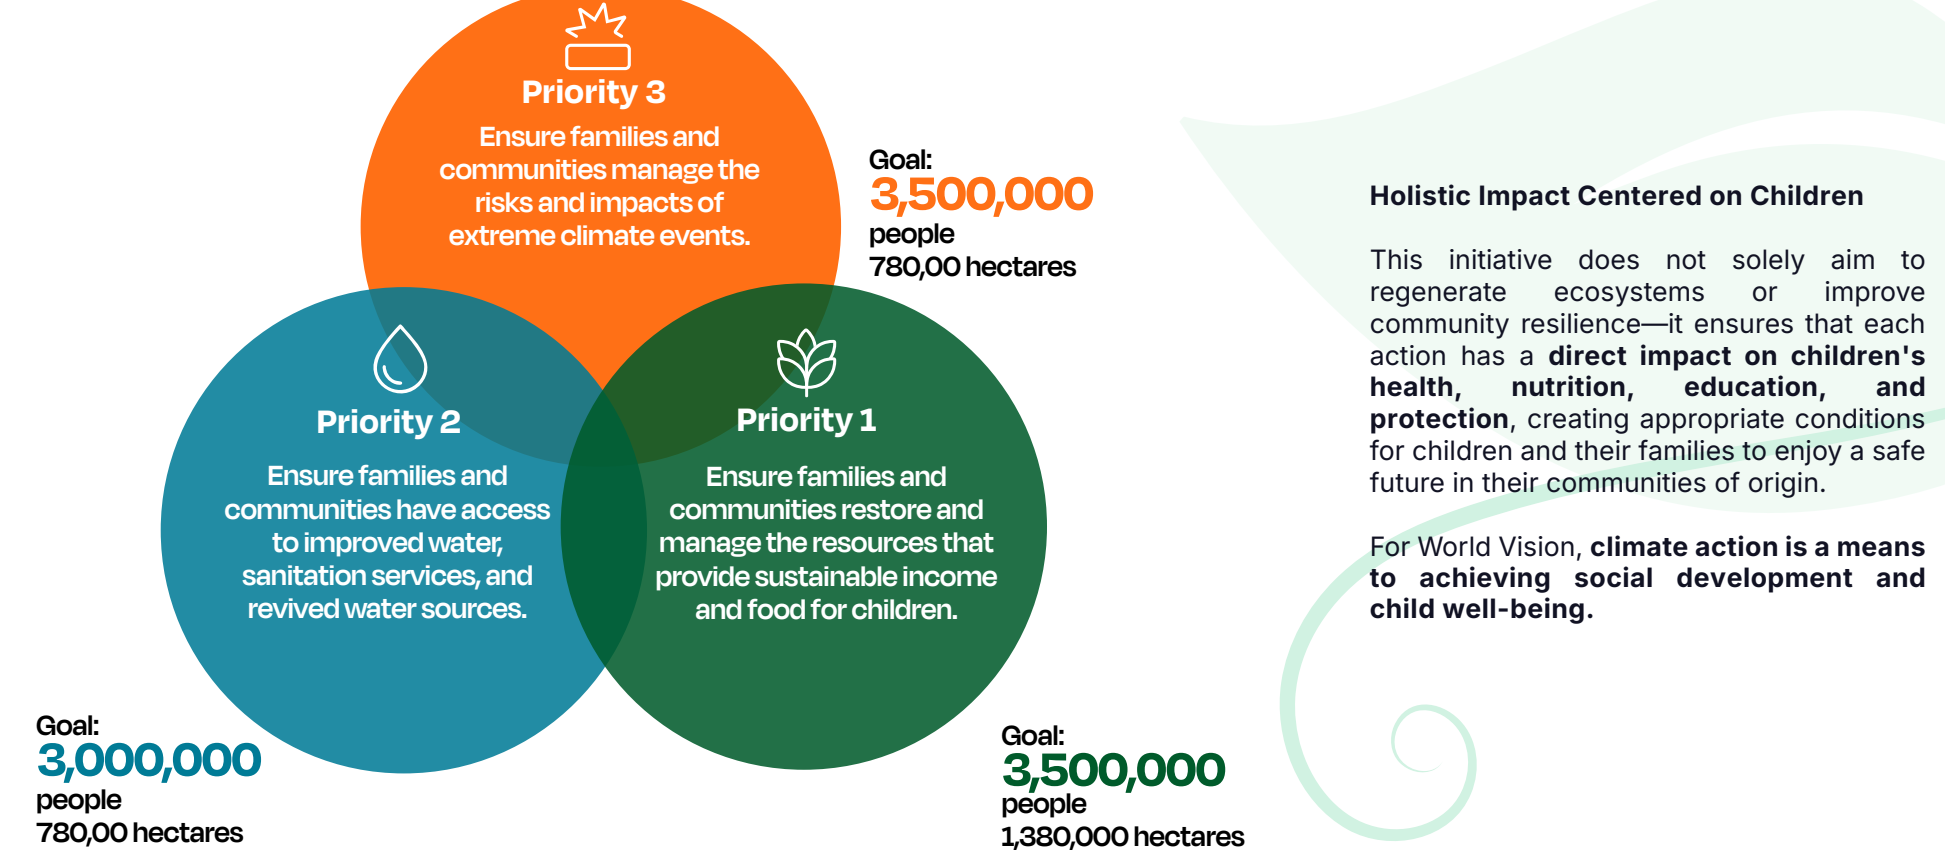 Priority 3
Ensure families and
communities manage the
risks and impacts of
extreme climate events.
Goal:
3,500,000
people
780,00 hectares
Priority 2
Ensure families and
communities have access
to improved water,
sanitation services, and
revived water sources.
Goal:
3,000,000
people
780,00 hectares
Priority 1
Ensure families and
communities restore and
manage the resources that
provide sustainable income
and food for children.
Goal:
3,500,000
people
1,380,000 hectares
Holistic Impact Centered on Children
This initiative does not solely aim to
regenerate ecosystems or improve
community resilience—it ensures that each
action has a direct impact on children's
health, nutrition, education, and
protection, creating appropriate conditions
for children and their families to enjoy a safe
future in their communities of origin.
For World Vision, climate action is a means
to achieving social development and
child well-being.